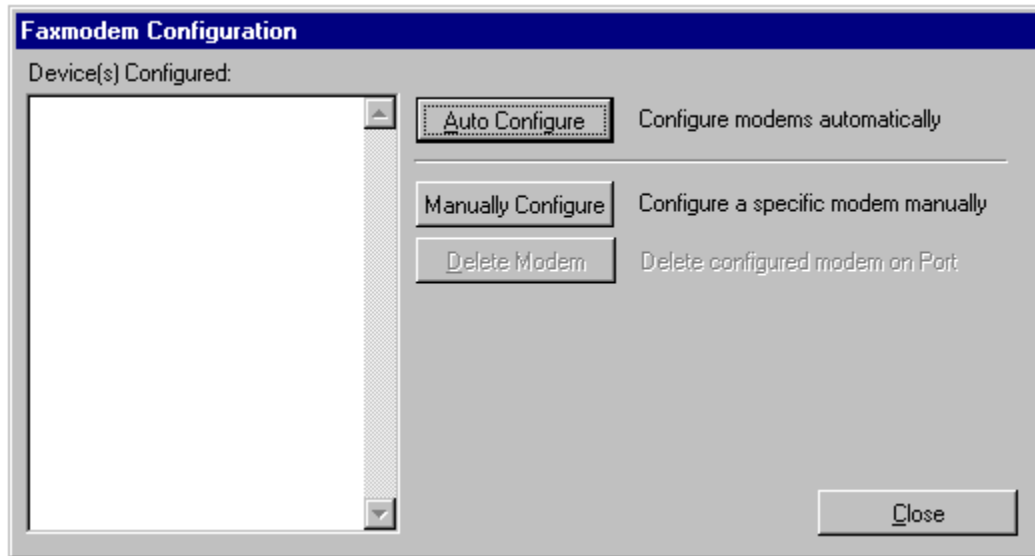 Faxmodem Configuration
Device(s) Configured:
Auto Configure
Configure modems automatically
Manually Configure
Configure a specific modem manually
Delete Modem
Delete configured modem on Port
Close